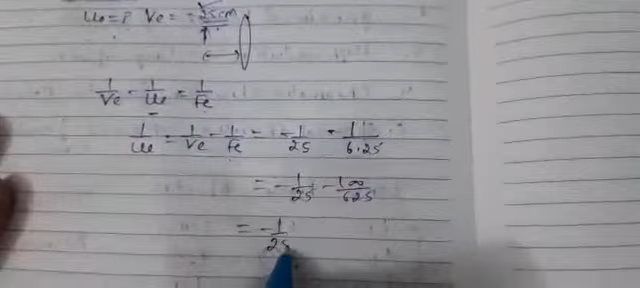 u₀ = ? Ve = -25cm
1/Ve - 1/ue = 1/Fe
1/ue = 1/Ve - 1/Fe = -1/25 - 1/6.25
= -1/25 - 100/625
= -1/25